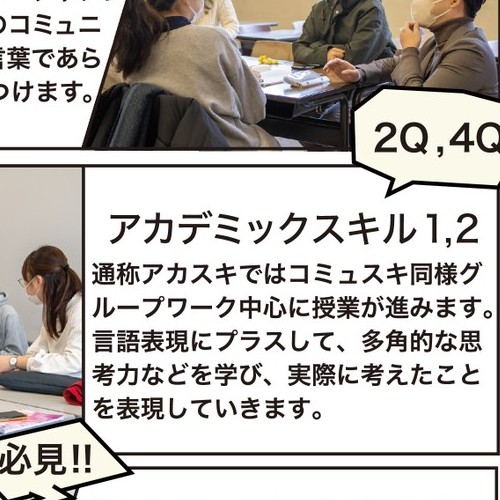 のコミュニ
言葉であら
つけます。
2Q,4Q
アカデミックスキル1,2
通称アカスキではコミュスキ同様グ
ループワーク中心に授業が進みます。
言語表現にプラスして、多角的な思
考力などを学び、実際に考えたこと
を表現していきます。
必見!!